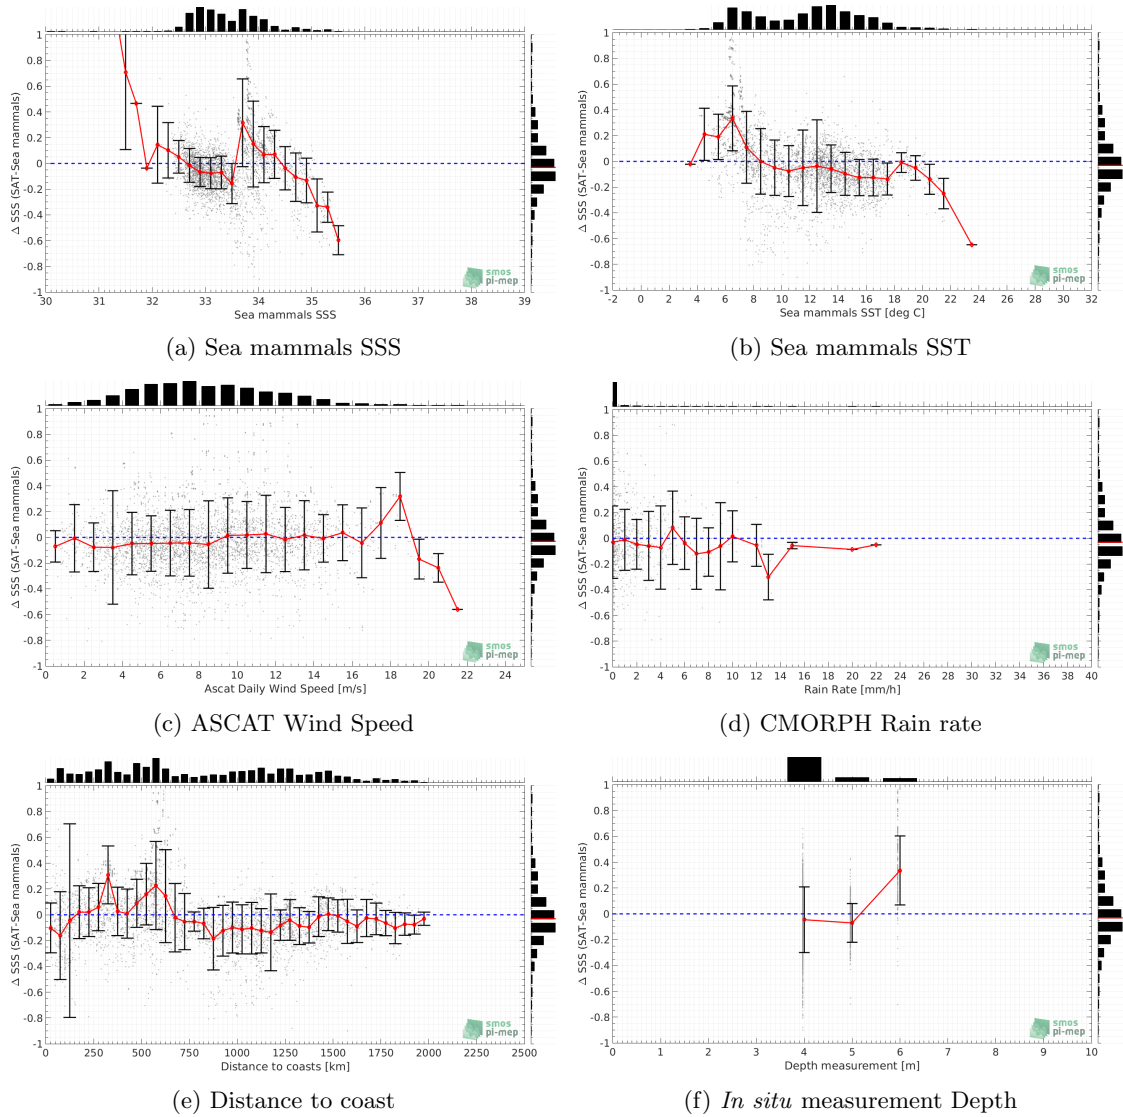 1
0.8
0.6
0.4
0.2
0
-0.2
-0.4
-0.6
-0.8
-1
Δ SSS (SAT-Sea mammals)
smos
pi-mep
30 31 32 33 34 35 36 37 38 39
Sea mammals SSS
(a) Sea mammals SSS
1
0.8
0.6
0.4
0.2
0
-0.2
-0.4
-0.6
-0.8
-1
Δ SSS (SAT-Sea mammals)
smos
pi-mep
-2 0 2 4 6 8 10 12 14 16 18 20 22 24 26 28 30 32
Sea mammals SST [deg C]
(b) Sea mammals SST
1
0.8
0.6
0.4
0.2
0
-0.2
-0.4
-0.6
-0.8
-1
Δ SSS (SAT-Sea mammals)
smos
pi-mep
0 2 4 6 8 10 12 14 16 18 20 22 24
Ascat Daily Wind Speed [m/s]
(c) ASCAT Wind Speed
1
0.8
0.6
0.4
0.2
0
-0.2
-0.4
-0.6
-0.8
-1
Δ SSS (SAT-Sea mammals)
smos
pi-mep
0 2 4 6 8 10 12 14 16 18 20 22 24 26 28 30 32 34 36 38 40
Rain Rate [mm/h]
(d) CMORPH Rain rate
1
0.8
0.6
0.4
0.2
0
-0.2
-0.4
-0.6
-0.8
-1
Δ SSS (SAT-Sea mammals)
smos
pi-mep
0 250 500 750 1000 1250 1500 1750 2000 2250 2500
Distance to coasts [km]
(e) Distance to coast
1
0.8
0.6
0.4
0.2
0
-0.2
-0.4
-0.6
-0.8
-1
Δ SSS (SAT-Sea mammals)
smos
pi-mep
0 1 2 3 4 5 6 7 8 9 10
Depth measurement [m]
(f) In situ measurement Depth